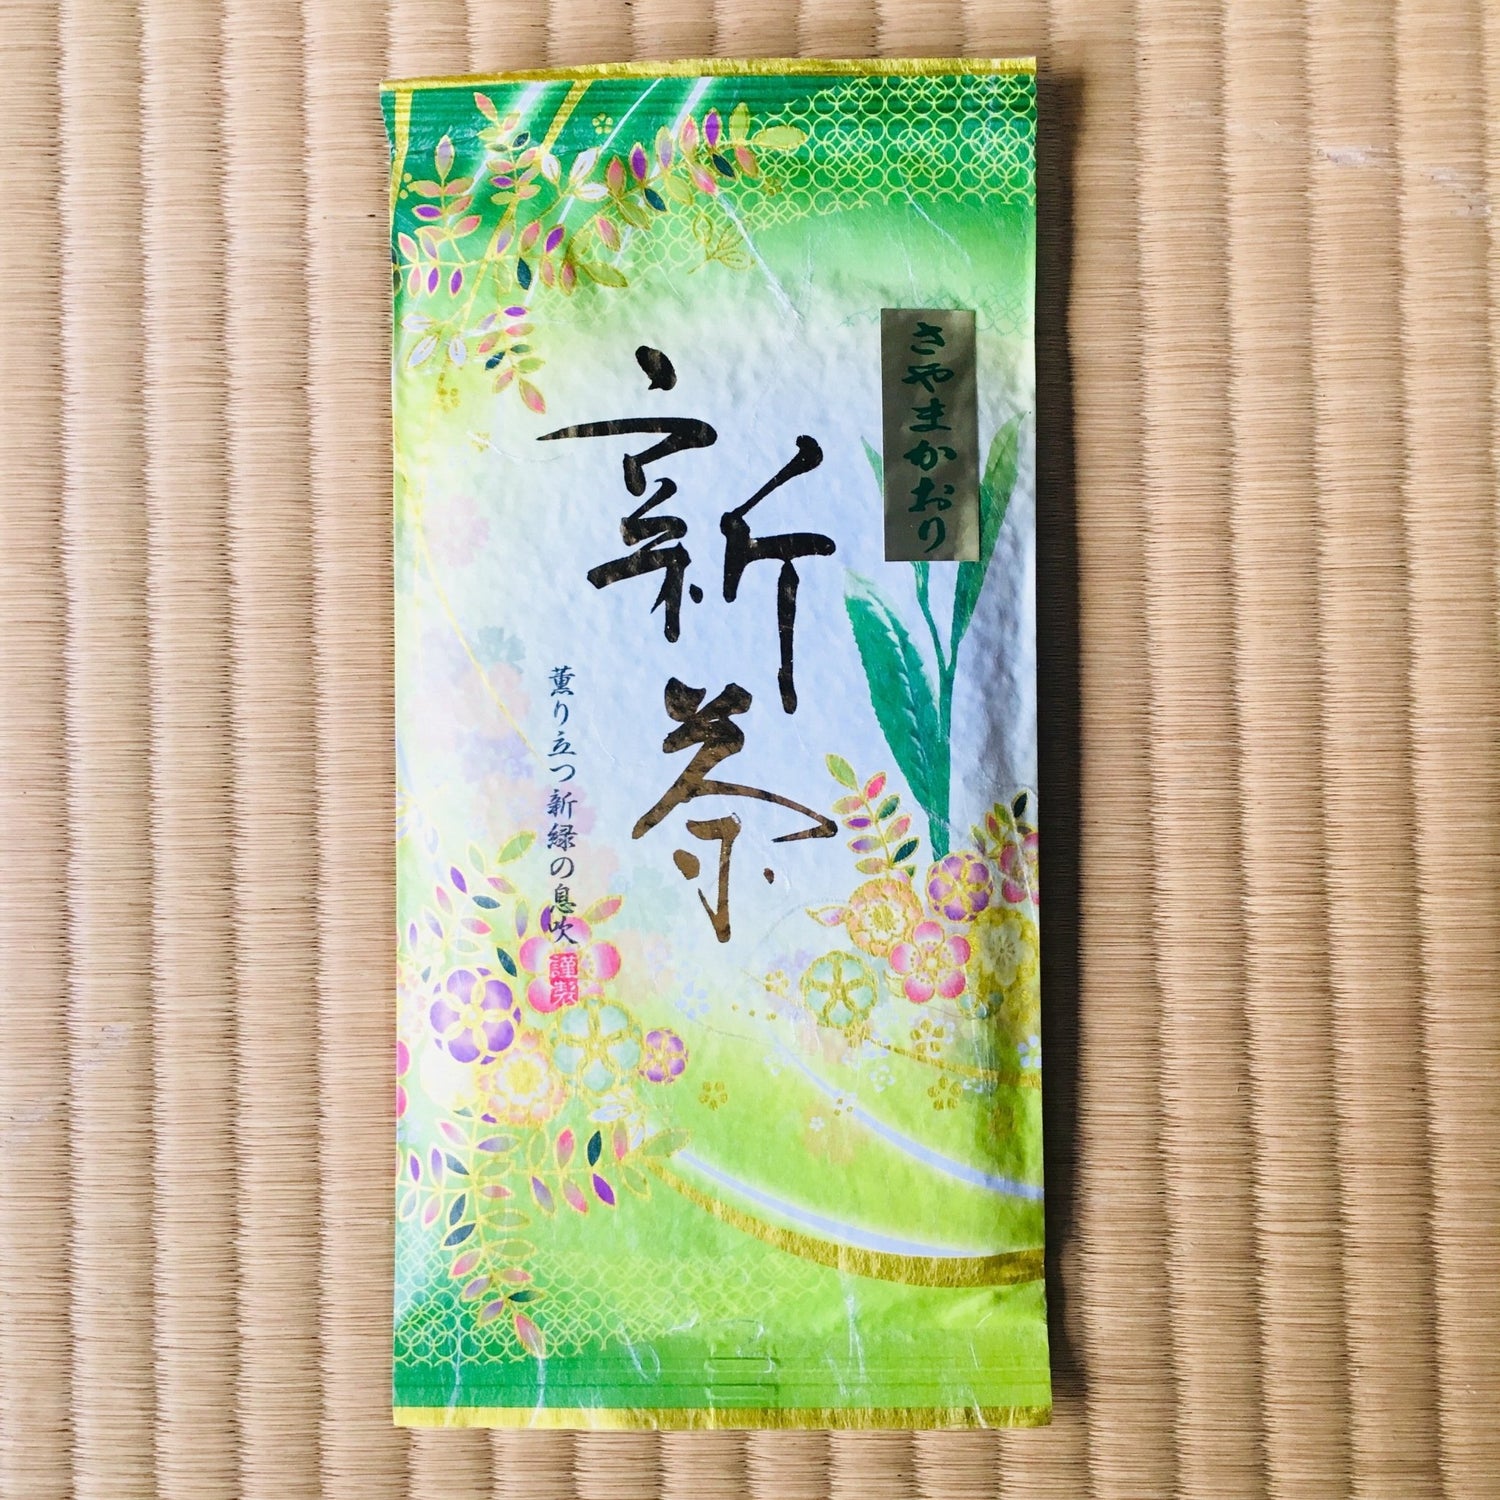 さやまかおり
新茶
薫り立つ新緑の息吹
謹製